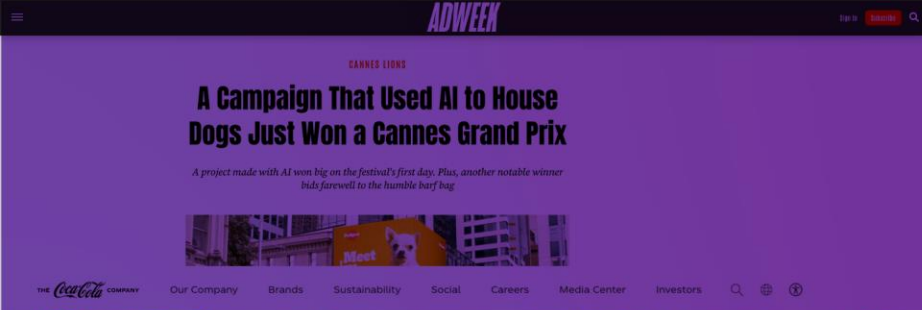 ADWEEK
Sign In Subscribe
CANNES LIONS
A Campaign That Used AI to House
Dogs Just Won a Cannes Grand Prix
A project made with AI won big on the festival's first day. Plus, another notable winner
bids farewell to the humble barf bag
Meet
THE Coca-Cola COMPANY Our Company Brands Sustainability Social Careers Media Center Investors